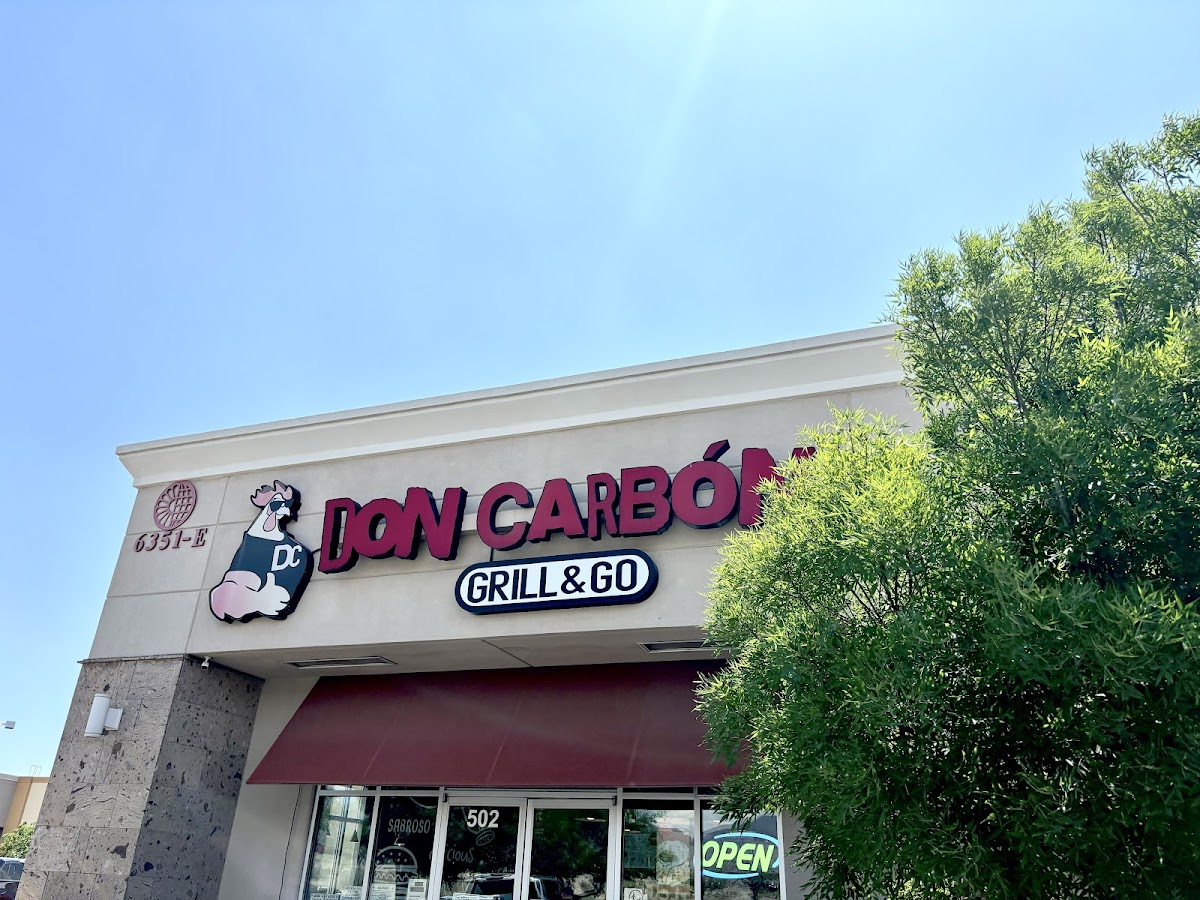 6351-E
DC
DON CARBÓN
GRILL&GO
502
SABROSO
OPEN